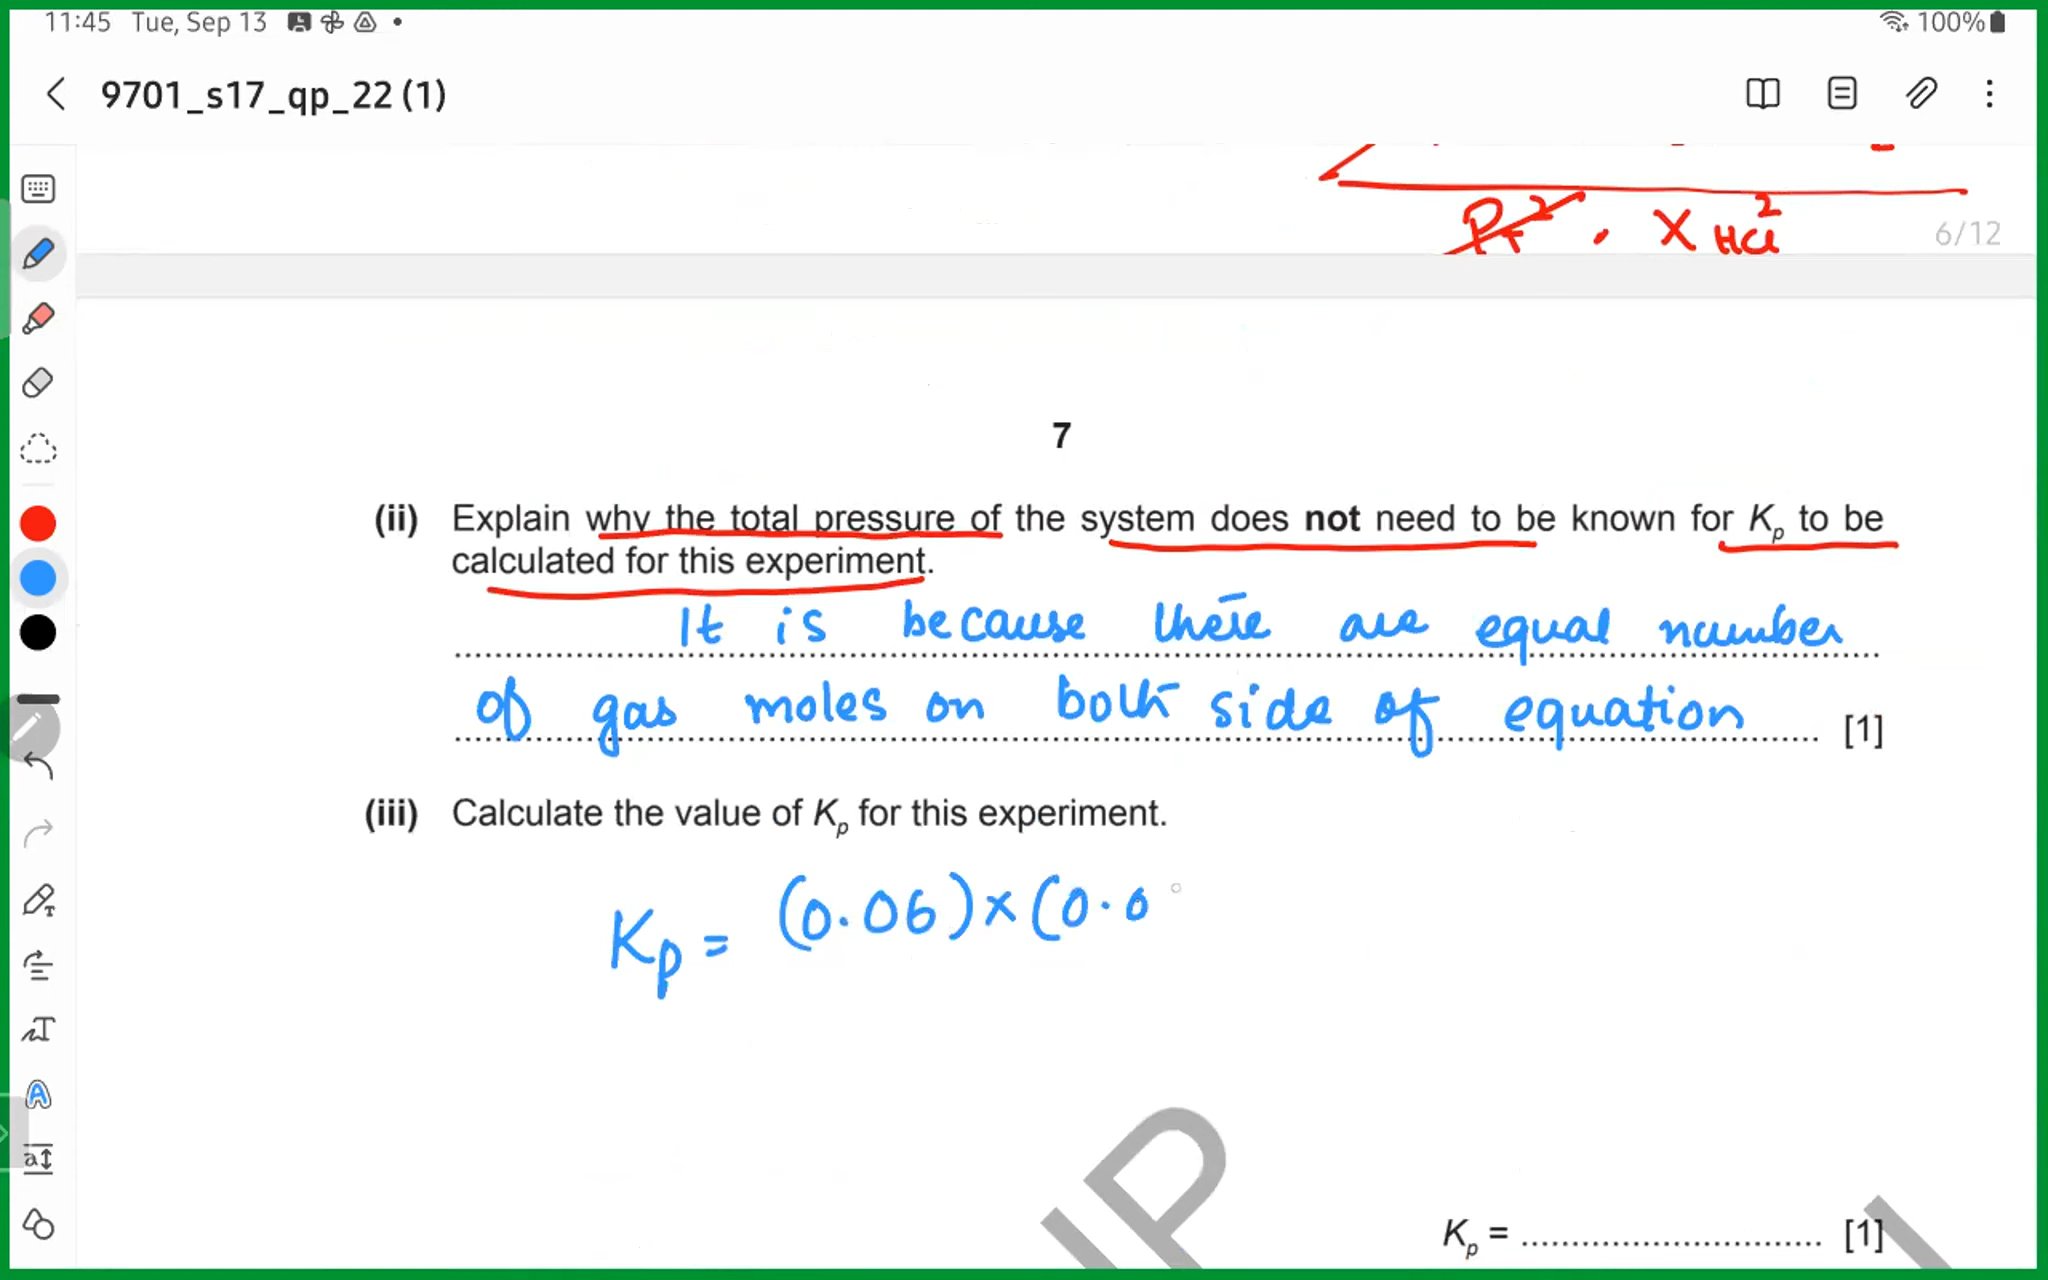 11:45 Tue, Sep 13
100%
9701_s17_qp_22 (1)
P_T² . X_HCl²
6/12
7
(ii) Explain why the total pressure of the system does not need to be known for Kp to be
calculated for this experiment.
It is because there are equal number
of gas moles on both side of equation
[1]
(iii) Calculate the value of Kp for this experiment.
Kp = (0.06)×(0.0
IP
Kp = .............................. [1]